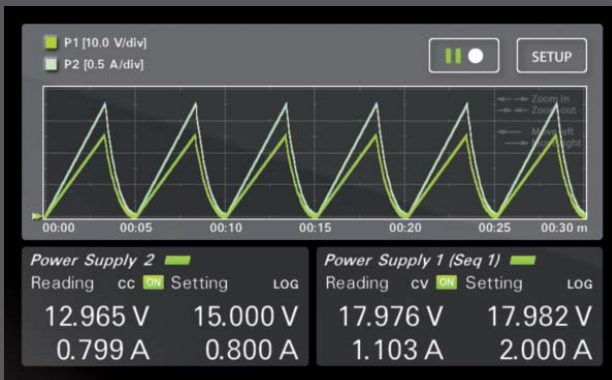 P1 [10.0 V/div]
P2 [0.5 A/div]
SETUP
Zoom in
Zoom out
Move left
Move right
00:00 00:05 00:10 00:15 00:20 00:25 00:30 m
Power Supply 2
Reading cc ON Setting LOG
12.965 V 15.000 V
0.799 A 0.800 A
Power Supply 1 (Seq 1)
Reading cv ON Setting LOG
17.976 V 17.982 V
1.103 A 2.000 A